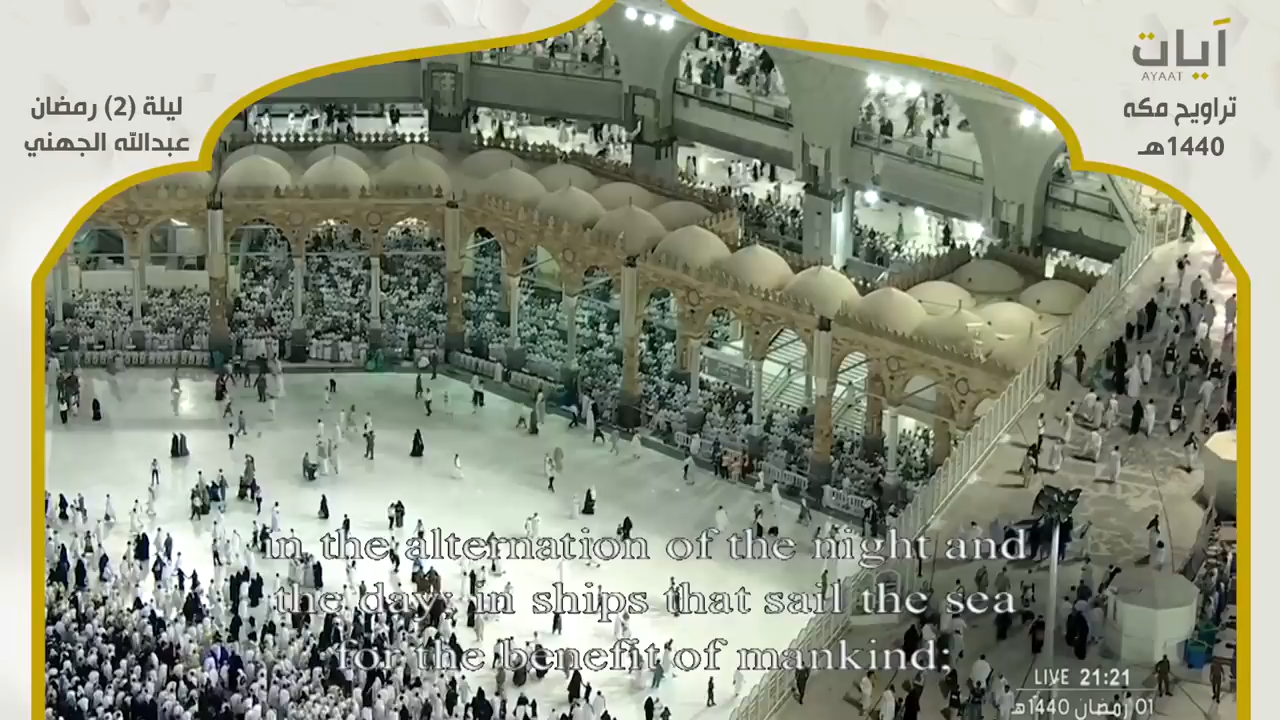 آيات
AYAAT
تراويح مكه
1440هـ
ليلة (2) رمضان
عبدالله الجهني
in the alternation of the night and
the day; in ships that sail the sea
for the benefit of mankind;
LIVE 21:21
01 رمضان 1440هـ